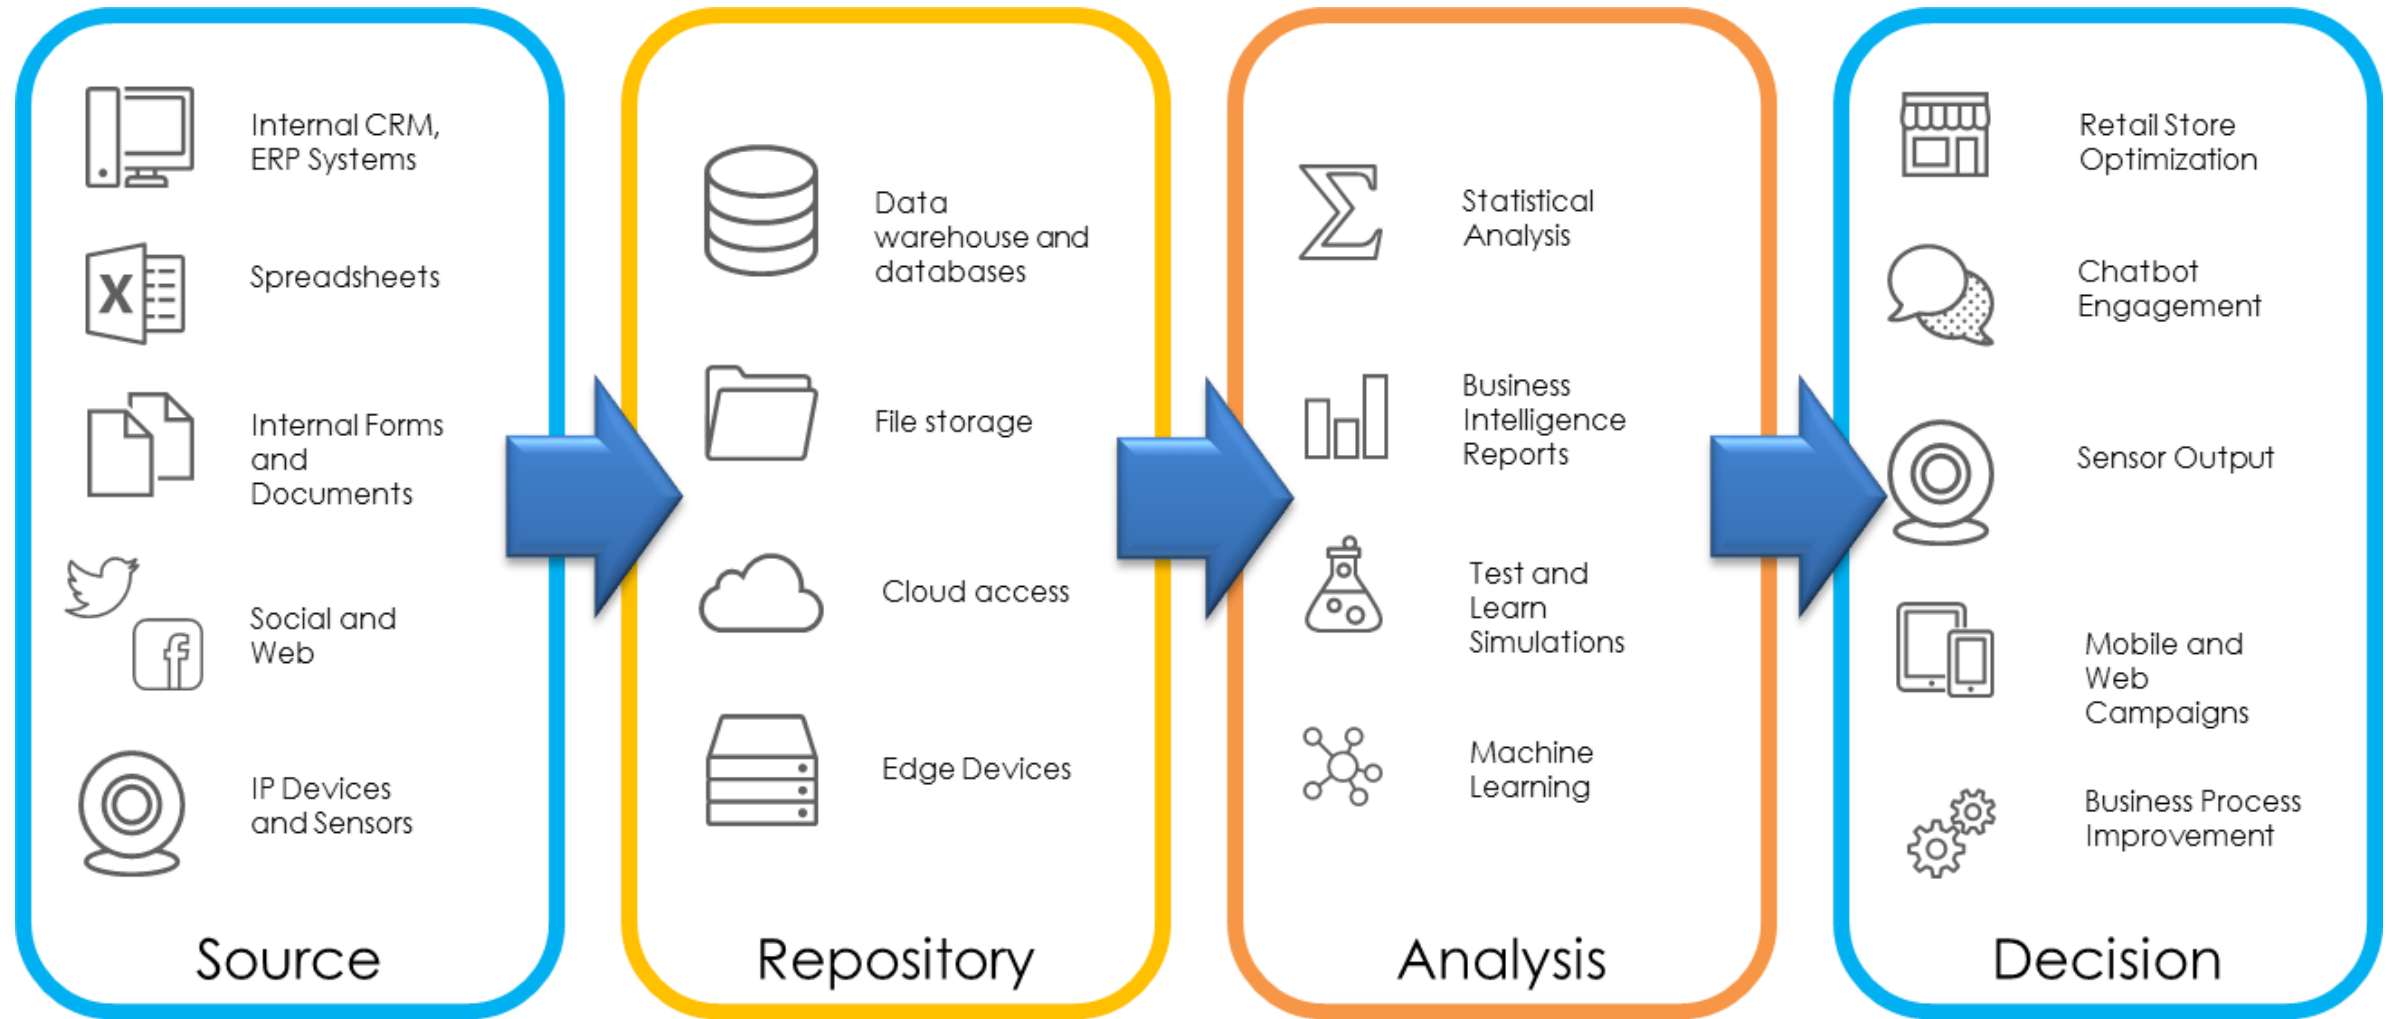 Internal CRM,
ERP Systems
Spreadsheets
X
Internal Forms
and
Documents
Social and
Web
f
IP Devices
and Sensors
Source
Data
warehouse and
databases
File storage
Cloud access
Edge Devices
Repository
Σ
Statistical
Analysis
Business
Intelligence
Reports
Test and
Learn
Simulations
Machine
Learning
Analysis
Retail Store
Optimization
Chatbot
Engagement
Sensor Output
Mobile and
Web
Campaigns
Business Process
Improvement
Decision